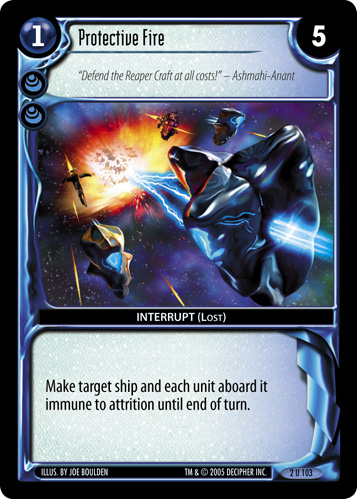 1 Protective Fire 5
“Defend the Reaper Craft at all costs!” – Ashmahi-Anant
INTERRUPT (LOST)
Make target ship and each unit aboard it
immune to attrition until end of turn.
ILLUS. BY JOE BOULDEN TM & © 2005 DECIPHER INC. 2 U 103